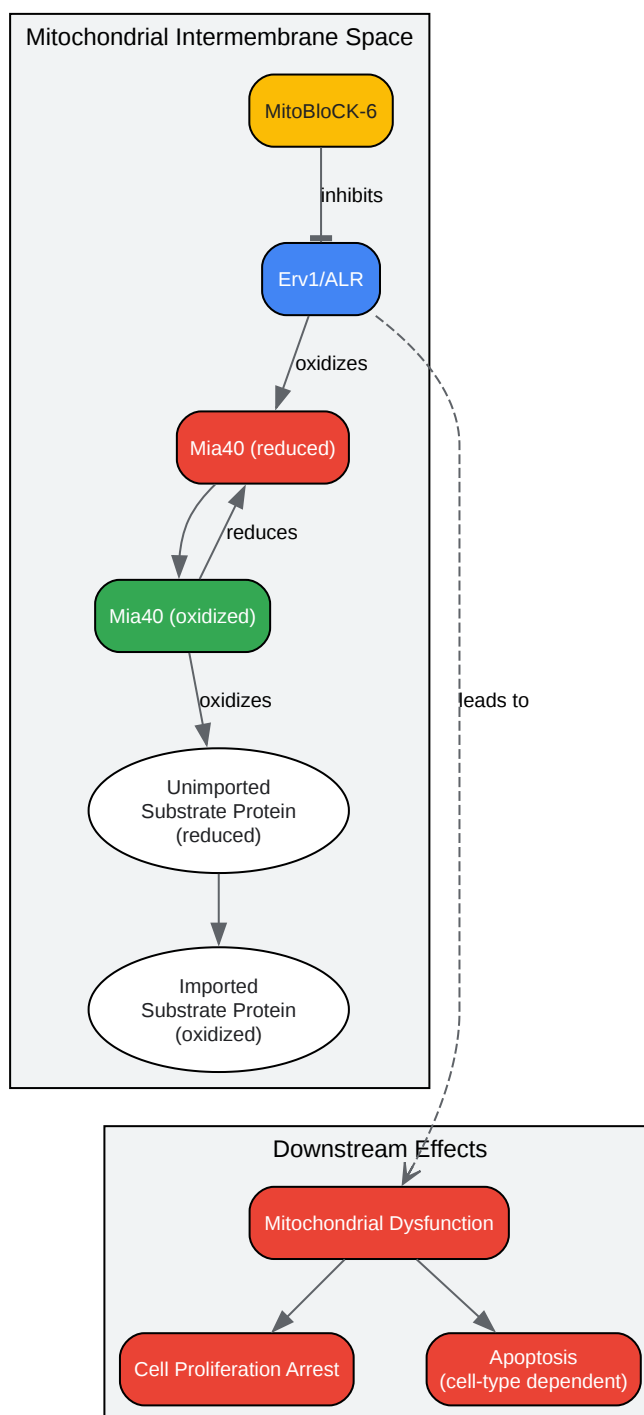 Mitochondrial Intermembrane Space
MitoBloCK-6
inhibits
Erv1/ALR
oxidizes
Mia40 (reduced)
reduces
Mia40 (oxidized)
oxidizes
leads to
Unimported
Substrate Protein
(reduced)
Imported
Substrate Protein
(oxidized)
Downstream Effects
Mitochondrial Dysfunction
Cell Proliferation Arrest
Apoptosis
(cell-type dependent)